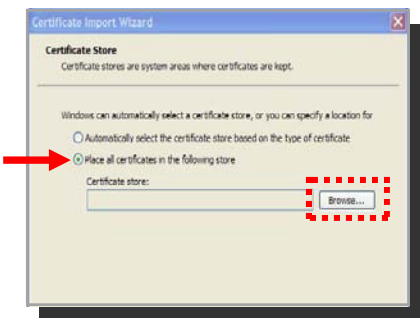 Certificate Import Wizard
Certificate Store
Certificate stores are system areas where certificates are kept.
Windows can automatically select a certificate store, or you can specify a location for
Automatically select the certificate store based on the type of certificate
Place all certificates in the following store
Certificate store:
Browse...